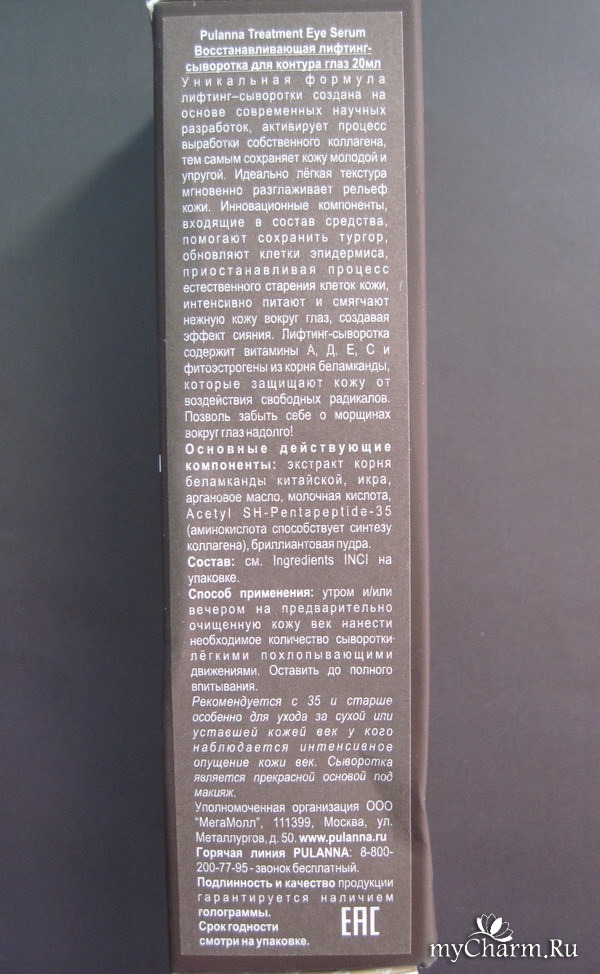 Pulanna Treatment Eye Serum
Восстанавливающая лифтинг-
сыворотка для контура глаз 20мл
Уникальная формула
лифтинг–сыворотки создана на
основе современных научных
разработок, активирует процесс
выработки собственного коллагена,
тем самым сохраняет кожу молодой и
упругой. Идеально лёгкая текстура
мгновенно разглаживает рельеф
кожи. Инновационные компоненты,
входящие в состав средства,
помогают сохранить тургор,
обновляют клетки эпидермиса,
приостанавливая процесс
естественного старения клеток кожи,
интенсивно питают и смягчают
нежную кожу вокруг глаз, создавая
эффект сияния. Лифтинг-сыворотка
содержит витамины А, Д, Е, С и
фитоэстрогены из корня беламканды,
которые защищают кожу от
воздействия свободных радикалов.
Позволь забыть себе о морщинах
вокруг глаз надолго!
Основные действующие
компоненты: экстракт корня
беламканды китайской, икра,
аргановое масло, молочная кислота,
Acetyl SH-Pentapeptide-35
(аминокислота способствует синтезу
коллагена), бриллиантовая пудра.
Состав: см. Ingredients INCI на
упаковке.
Способ применения: утром и/или
вечером на предварительно
очищенную кожу век нанести
необходимое количество сыворотки
лёгкими похлопывающими
движениями. Оставить до полного
впитывания.
Рекомендуется с 35 и старше
особенно для ухода за сухой или
уставшей кожей век у кого
наблюдается интенсивное
опущение кожи век. Сыворотка
является прекрасной основой под
макияж.
Уполномоченная организация ООО
"МегаМолл", 111399, Москва, ул.
Металлургов, д. 50. www.pulanna.ru
Горячая линия PULANNA: 8-800-
200-77-95 - звонок бесплатный.
Подлинность и качество продукции
гарантируется наличием
голограммы.
Срок годности
смотри на упаковке.
EAC
myCharm.Ru